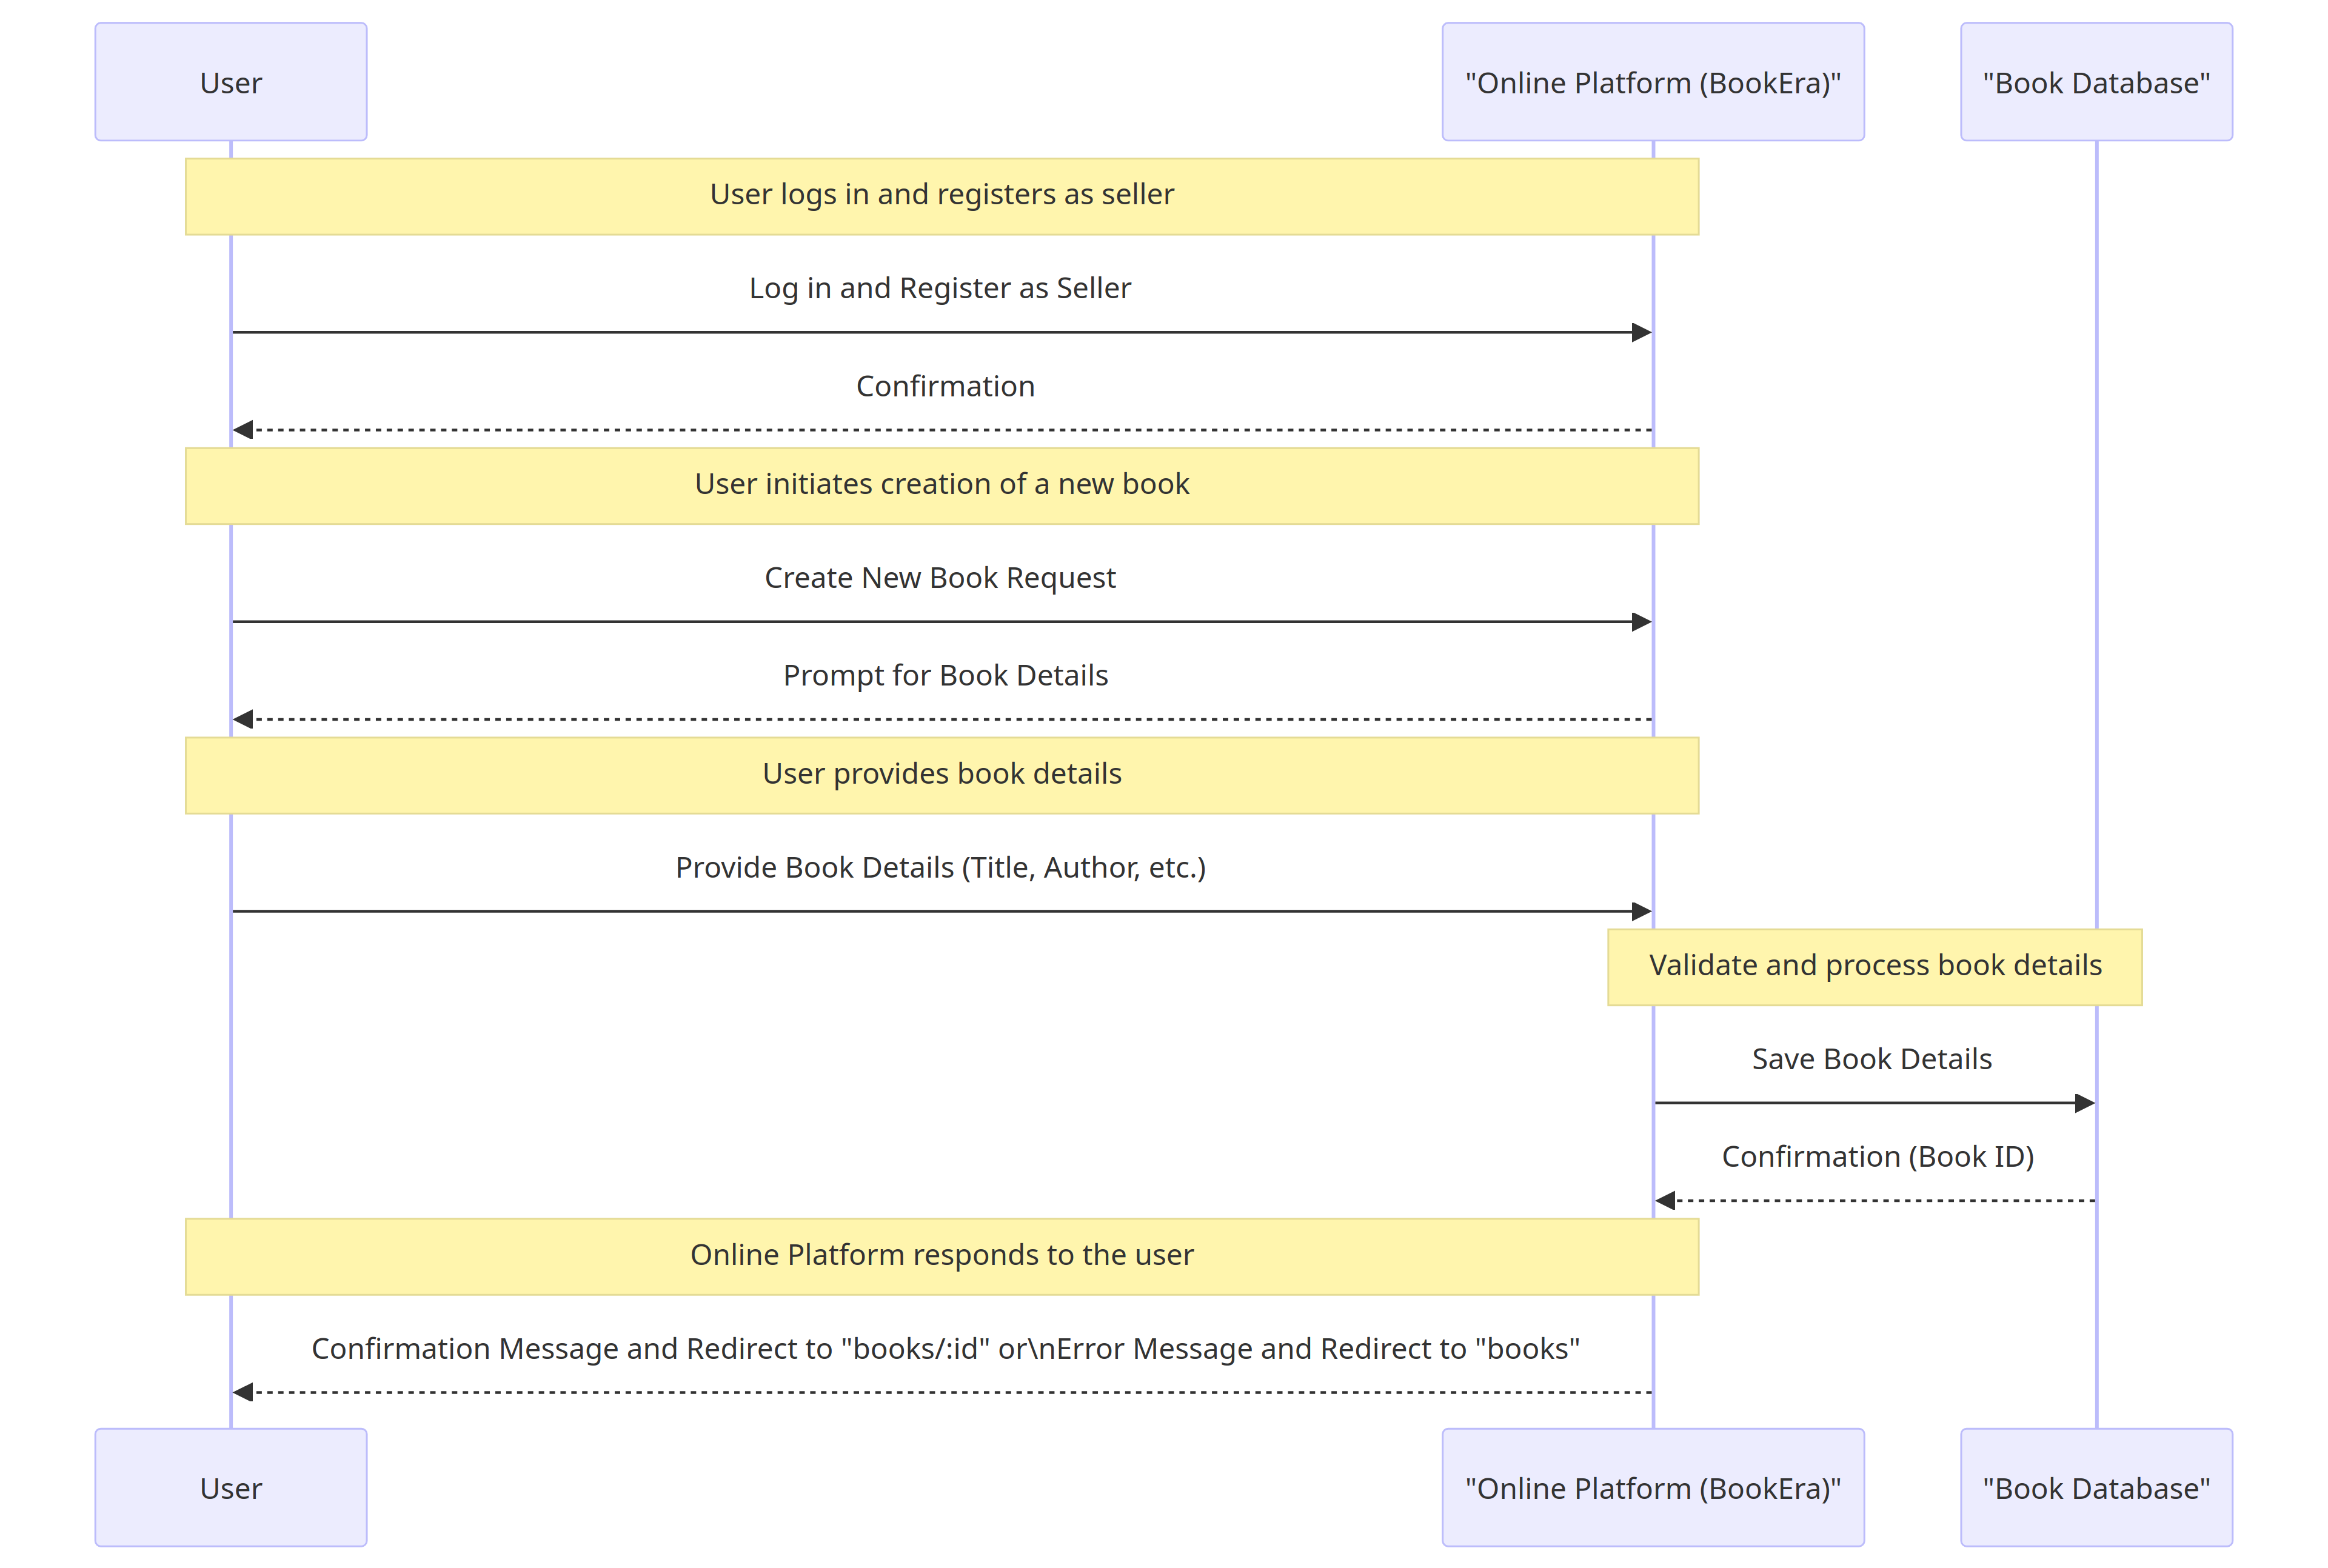 User
"Online Platform (BookEra)"
"Book Database"
User logs in and registers as seller
Log in and Register as Seller
Confirmation
User initiates creation of a new book
Create New Book Request
Prompt for Book Details
User provides book details
Provide Book Details (Title, Author, etc.)
Validate and process book details
Save Book Details
Confirmation (Book ID)
Online Platform responds to the user
Confirmation Message and Redirect to "books/:id" or\nError Message and Redirect to "books"
User
"Online Platform (BookEra)"
"Book Database"